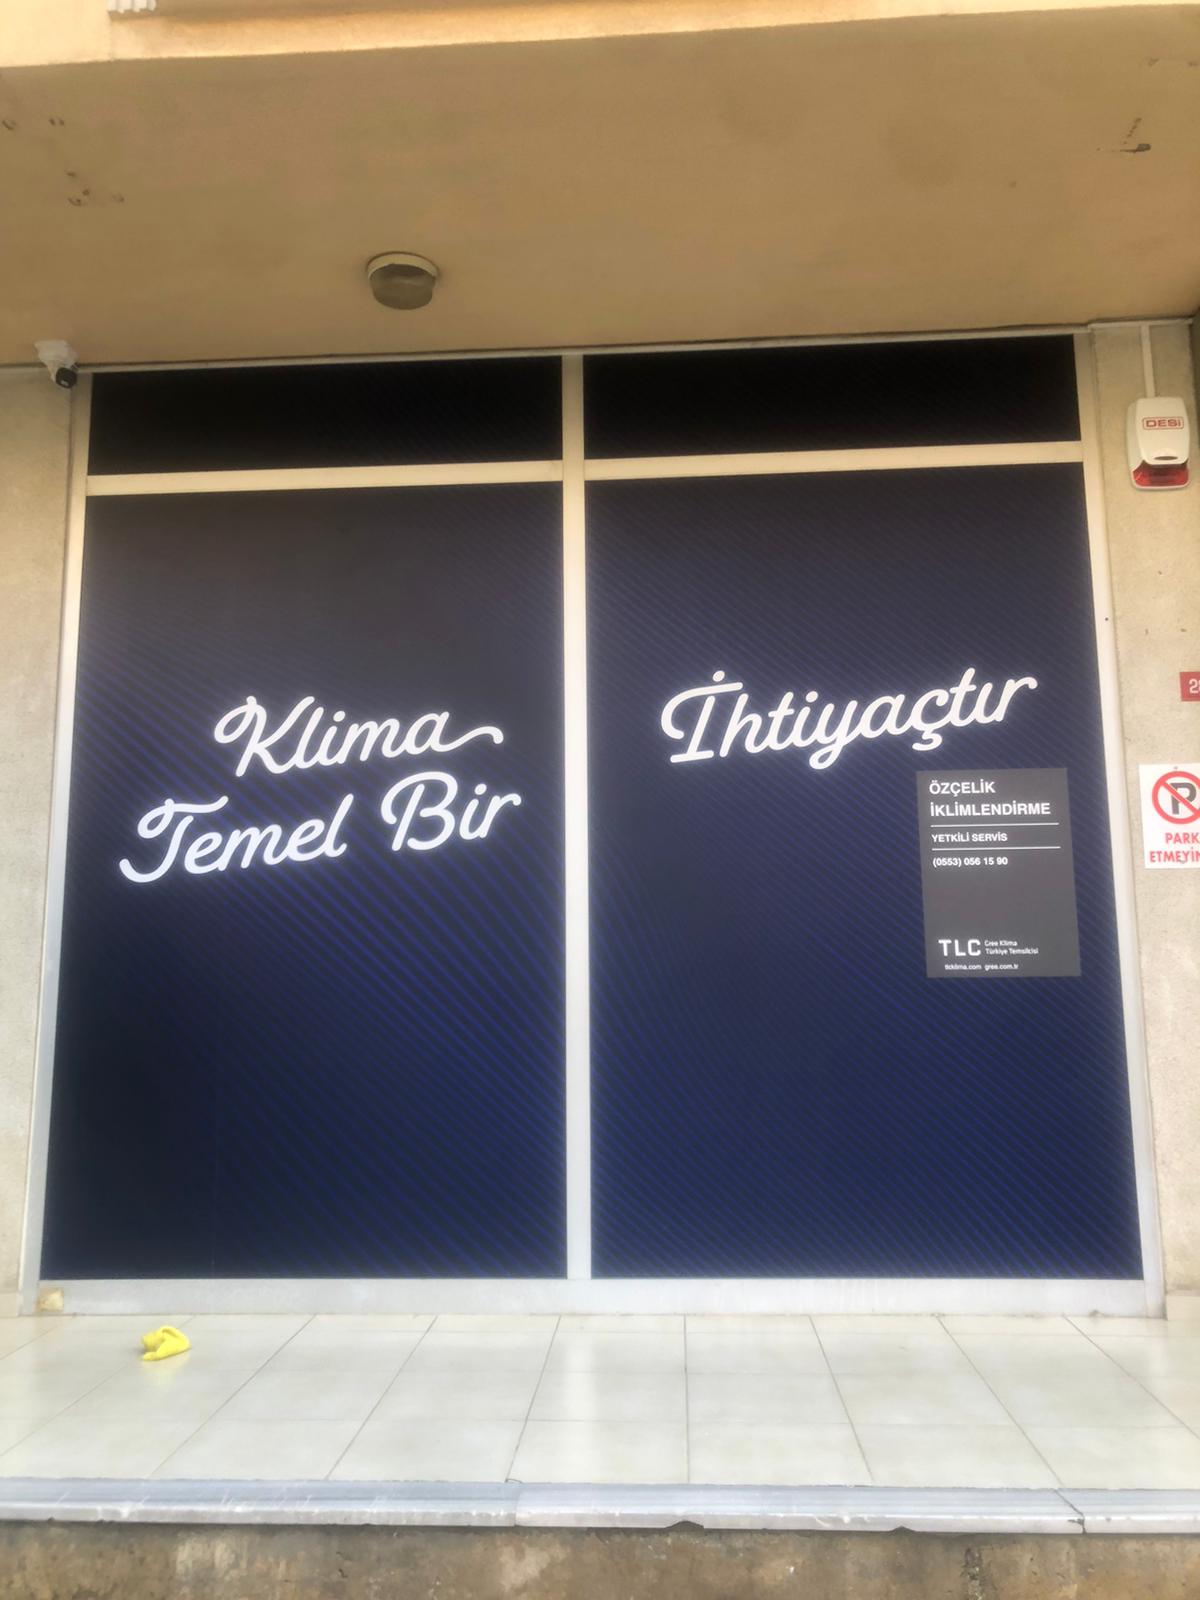 Klima
Temel Bir
İhtiyaçtır
ÖZÇELİK
İKLİMLENDİRME
YETKİLİ SERVİS
(0553) 056 15 90
TLC
Gree Klima
Türkiye Temsilcisi
tlcklima.com gree.com.tr
DESİ
P
PARK